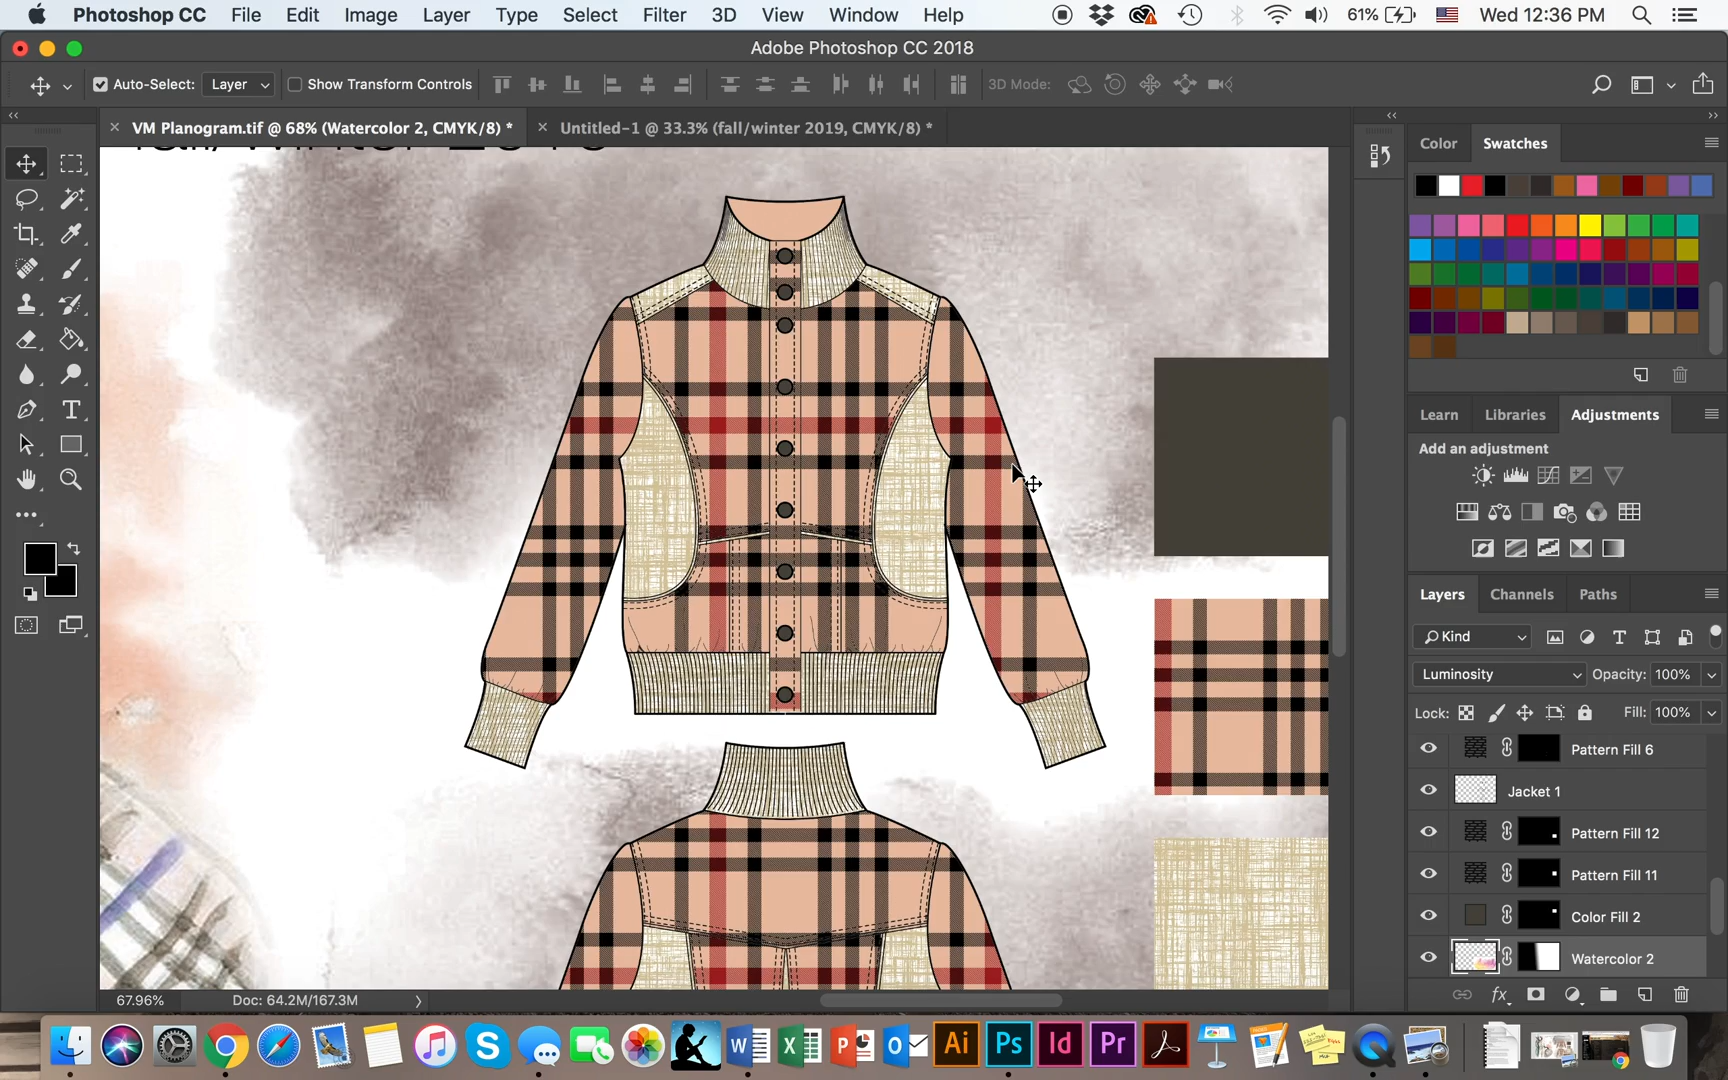 Photoshop CC File Edit Image Layer Type Select Filter 3D View Window Help 61% Wed 12:36 PM
Adobe Photoshop CC 2018
Auto-Select: Layer Show Transform Controls 3D Mode:
VM Planogram.tif @ 68% (Watercolor 2, CMYK/8) * Untitled-1 @ 33.3% (fall/winter 2019, CMYK/8) *
Color Swatches
Learn Libraries Adjustments
Add an adjustment
Layers Channels Paths
Kind
Luminosity Opacity: 100%
Lock: Fill: 100%
Pattern Fill 6
Jacket 1
Pattern Fill 12
Pattern Fill 11
Color Fill 2
Watercolor 2
fx
67.96% Doc: 64.2M/167.3M
W X P O Ai Ps Id Pr